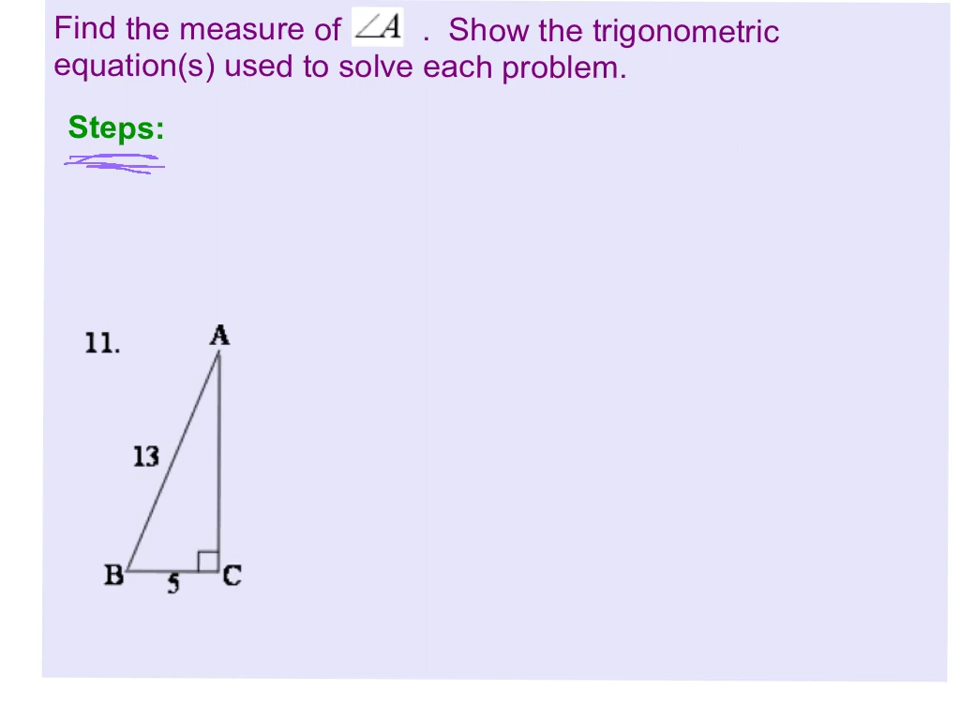 Find the measure of ∠A . Show the trigonometric
equation(s) used to solve each problem.
Steps:
11.
A
13
B
5
C